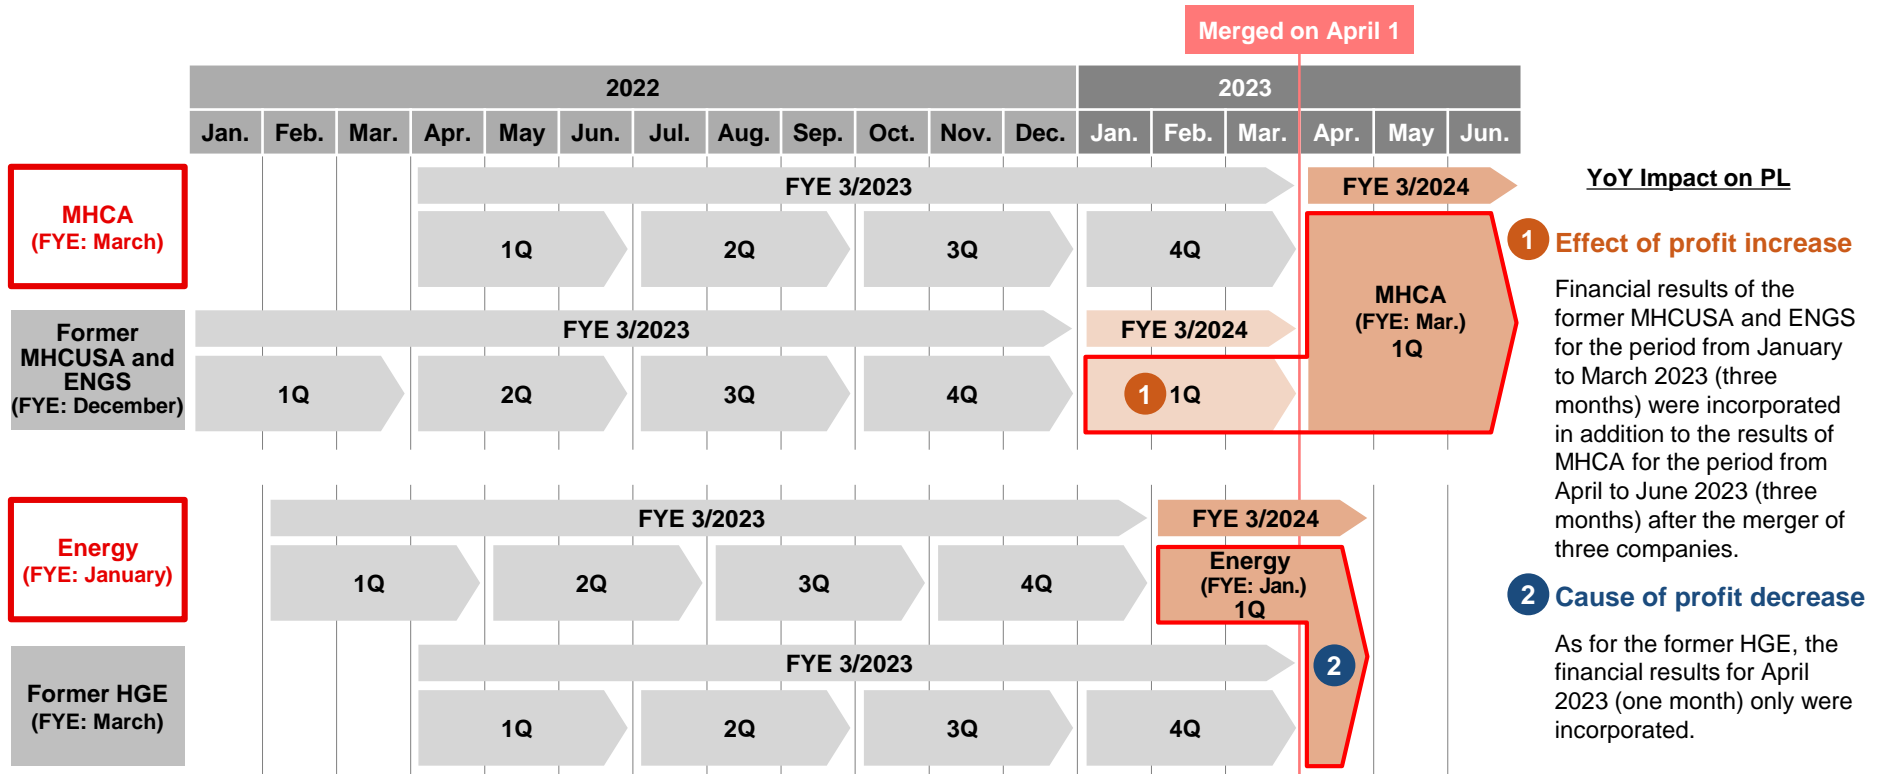 Merged on April 1
2022
2023
Jan.
Feb.
Mar.
Apr.
May
Jun.
Jul.
Aug.
Sep.
Oct.
Nov.
Dec.
Jan.
Feb.
Mar.
Apr.
May
Jun.
MHCA
(FYE: March)
FYE 3/2023
FYE 3/2024
1Q
2Q
3Q
4Q
MHCA
(FYE: Mar.)
1Q
Former
MHCUSA and
ENGS
(FYE: December)
FYE 3/2023
FYE 3/2024
1Q
2Q
3Q
4Q
1
1Q
Energy
(FYE: January)
FYE 3/2023
FYE 3/2024
1Q
2Q
3Q
4Q
Energy
(FYE: Jan.)
1Q
Former HGE
(FYE: March)
FYE 3/2023
2
1Q
2Q
3Q
4Q
YoY Impact on PL
1 Effect of profit increase
Financial results of the
former MHCUSA and ENGS
for the period from January
to March 2023 (three
months) were incorporated
in addition to the results of
MHCA for the period from
April to June 2023 (three
months) after the merger of
three companies.
2 Cause of profit decrease
As for the former HGE, the
financial results for April
2023 (one month) only were
incorporated.